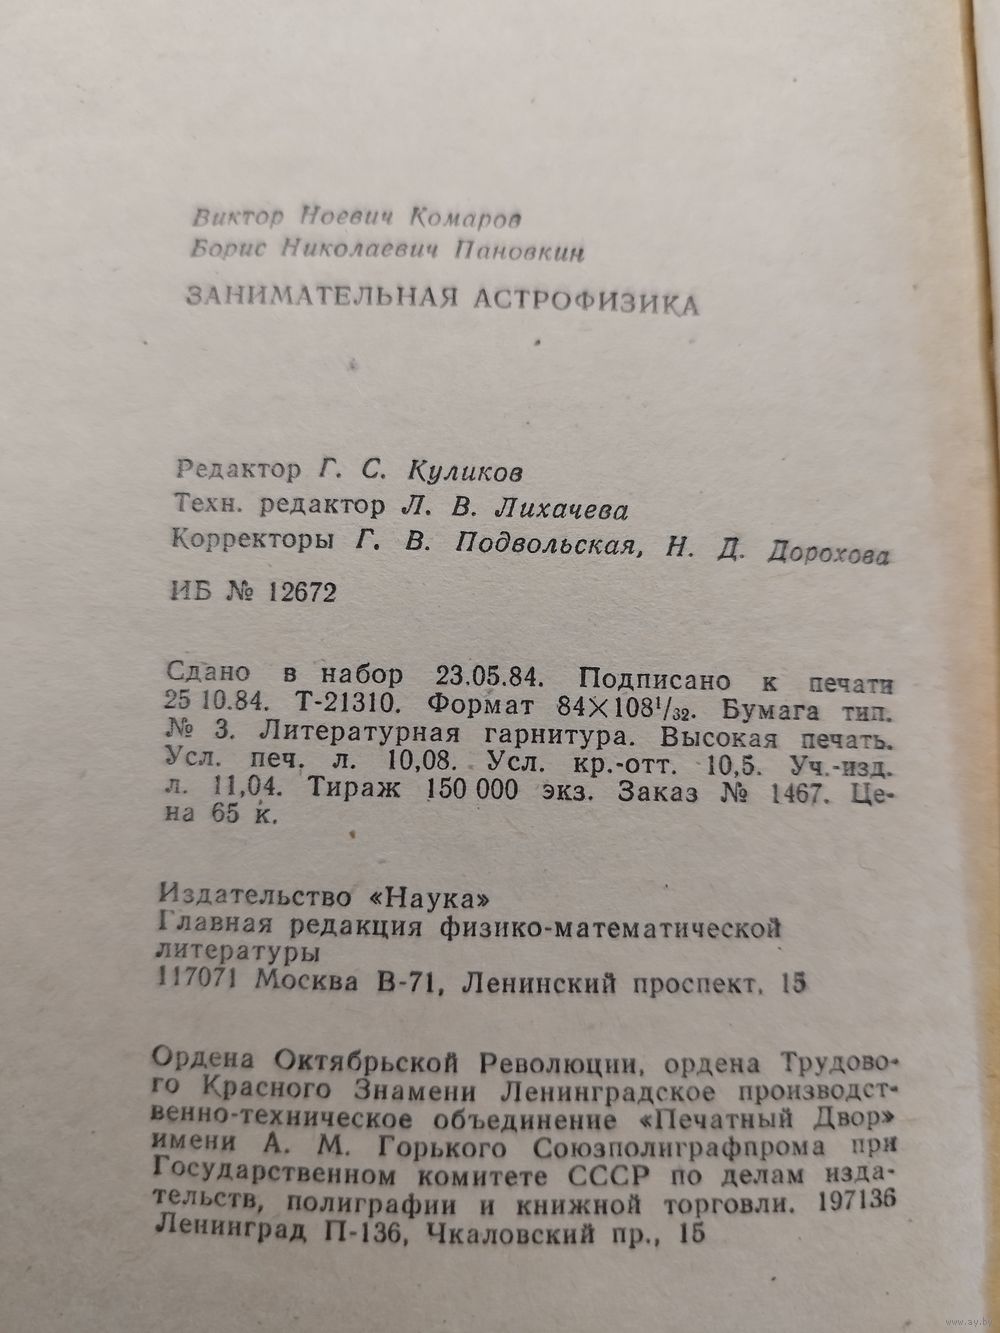 Виктор Ноевич Комаров
Борис Николаевич Пановкин
ЗАНИМАТЕЛЬНАЯ АСТРОФИЗИКА
Редактор Г. С. Куликов
Техн. редактор Л. В. Лихачева
Корректоры Г. В. Подвольская, Н. Д. Дорохова
ИБ № 12672
Сдано в набор 23.05.84. Подписано к печати
25 10.84. Т-21310. Формат 84×108¹/₃₂. Бумага тип.
№ 3. Литературная гарнитура. Высокая печать.
Усл. печ. л. 10,08. Усл. кр.-отт. 10,5. Уч.-изд.
л. 11,04. Тираж 150 000 экз. Заказ № 1467. Це-
на 65 к.
Издательство «Наука»
Главная редакция физико-математической
литературы
117071 Москва В-71, Ленинский проспект, 15
Ордена Октябрьской Революции, ордена Трудово-
го Красного Знамени Ленинградское производст-
венно-техническое объединение «Печатный Двор»
имени А. М. Горького Союзполиграфпрома при
Государственном комитете СССР по делам изда-
тельств, полиграфии и книжной торговли. 197136
Ленинград П-136, Чкаловский пр., 15
www.ay.by